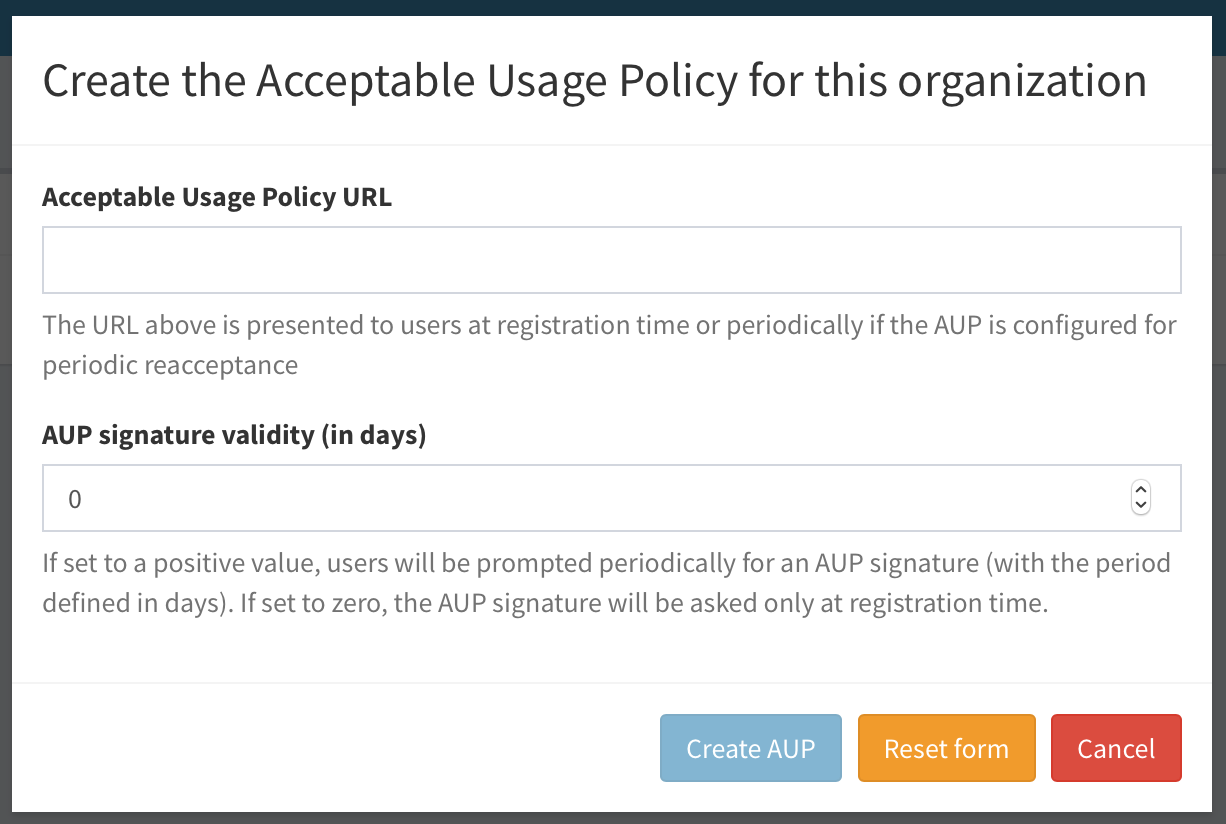 Create the Acceptable Usage Policy for this organization
Acceptable Usage Policy URL
The URL above is presented to users at registration time or periodically if the AUP is configured for
periodic reacceptance
AUP signature validity (in days)
0
If set to a positive value, users will be prompted periodically for an AUP signature (with the period
defined in days). If set to zero, the AUP signature will be asked only at registration time.
Create AUP Reset form Cancel